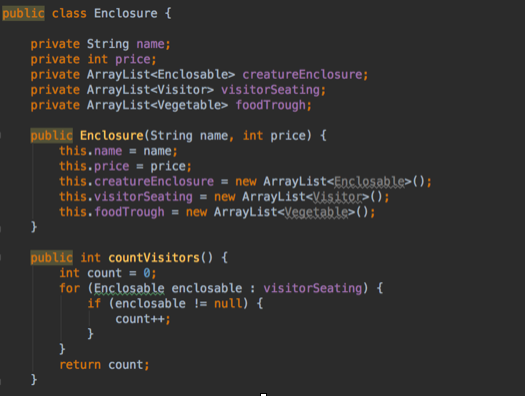 public class Enclosure {
private String name;
private int price;
private ArrayList<Enclosable> creatureEnclosure;
private ArrayList<Visitor> visitorSeating;
private ArrayList<Vegetable> foodTrough;
public Enclosure(String name, int price) {
this.name = name;
this.price = price;
this.creatureEnclosure = new ArrayList<Enclosable>();
this.visitorSeating = new ArrayList<Visitor>();
this.foodTrough = new ArrayList<Vegetable>();
}
public int countVisitors() {
int count = 0;
for (Enclosable enclosable : visitorSeating) {
if (enclosable != null) {
count++;
}
}
return count;
}